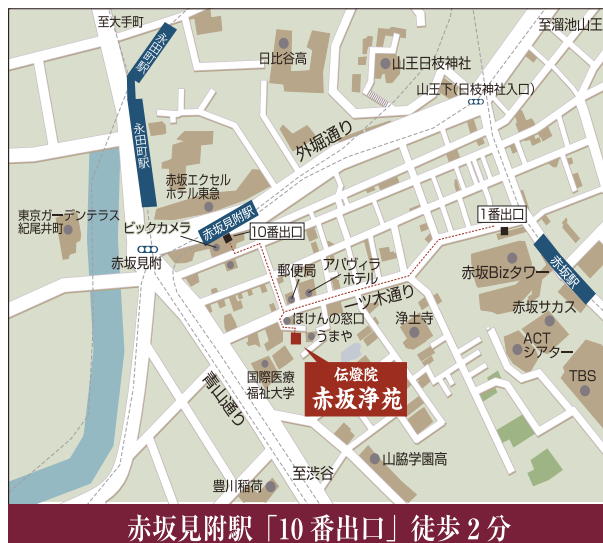 至大手町
至溜池山王
永田町駅
日比谷高
山王日枝神社
山王下(日枝神社入口)
永田町駅
外堀通り
赤坂エクセル
ホテル東急
東京ガーデンテラス
紀尾井町
ビックカメラ
赤坂見附駅
10番出口
1番出口
赤坂見附
郵便局
アパヴィラ
ホテル
赤坂駅
赤坂Bizタワー
一ツ木通り
ほけんの窓口
浄土寺
赤坂サカス
うまや
ACT
シアター
国際医療
福祉大学
伝燈院
赤坂浄苑
TBS
青山通り
至渋谷
山脇学園高
豊川稲荷
赤坂見附駅「10番出口」徒歩2分